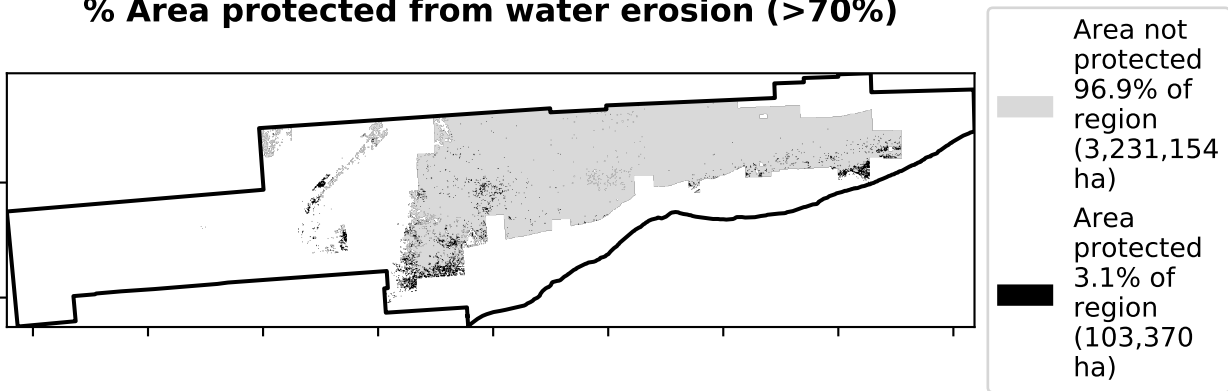 % Area protected from water erosion (>70%)
Area not
protected
96.9% of
region
(3,231,154
ha)
Area
protected
3.1% of
region
(103,370
ha)